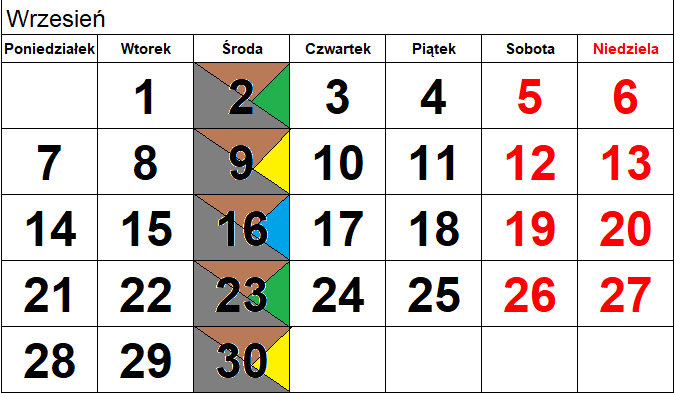 Wrzesień
Poniedziałek Wtorek Środa Czwartek Piątek Sobota Niedziela
1 2 3 4 5 6
7 8 9 10 11 12 13
14 15 16 17 18 19 20
21 22 23 24 25 26 27
28 29 30